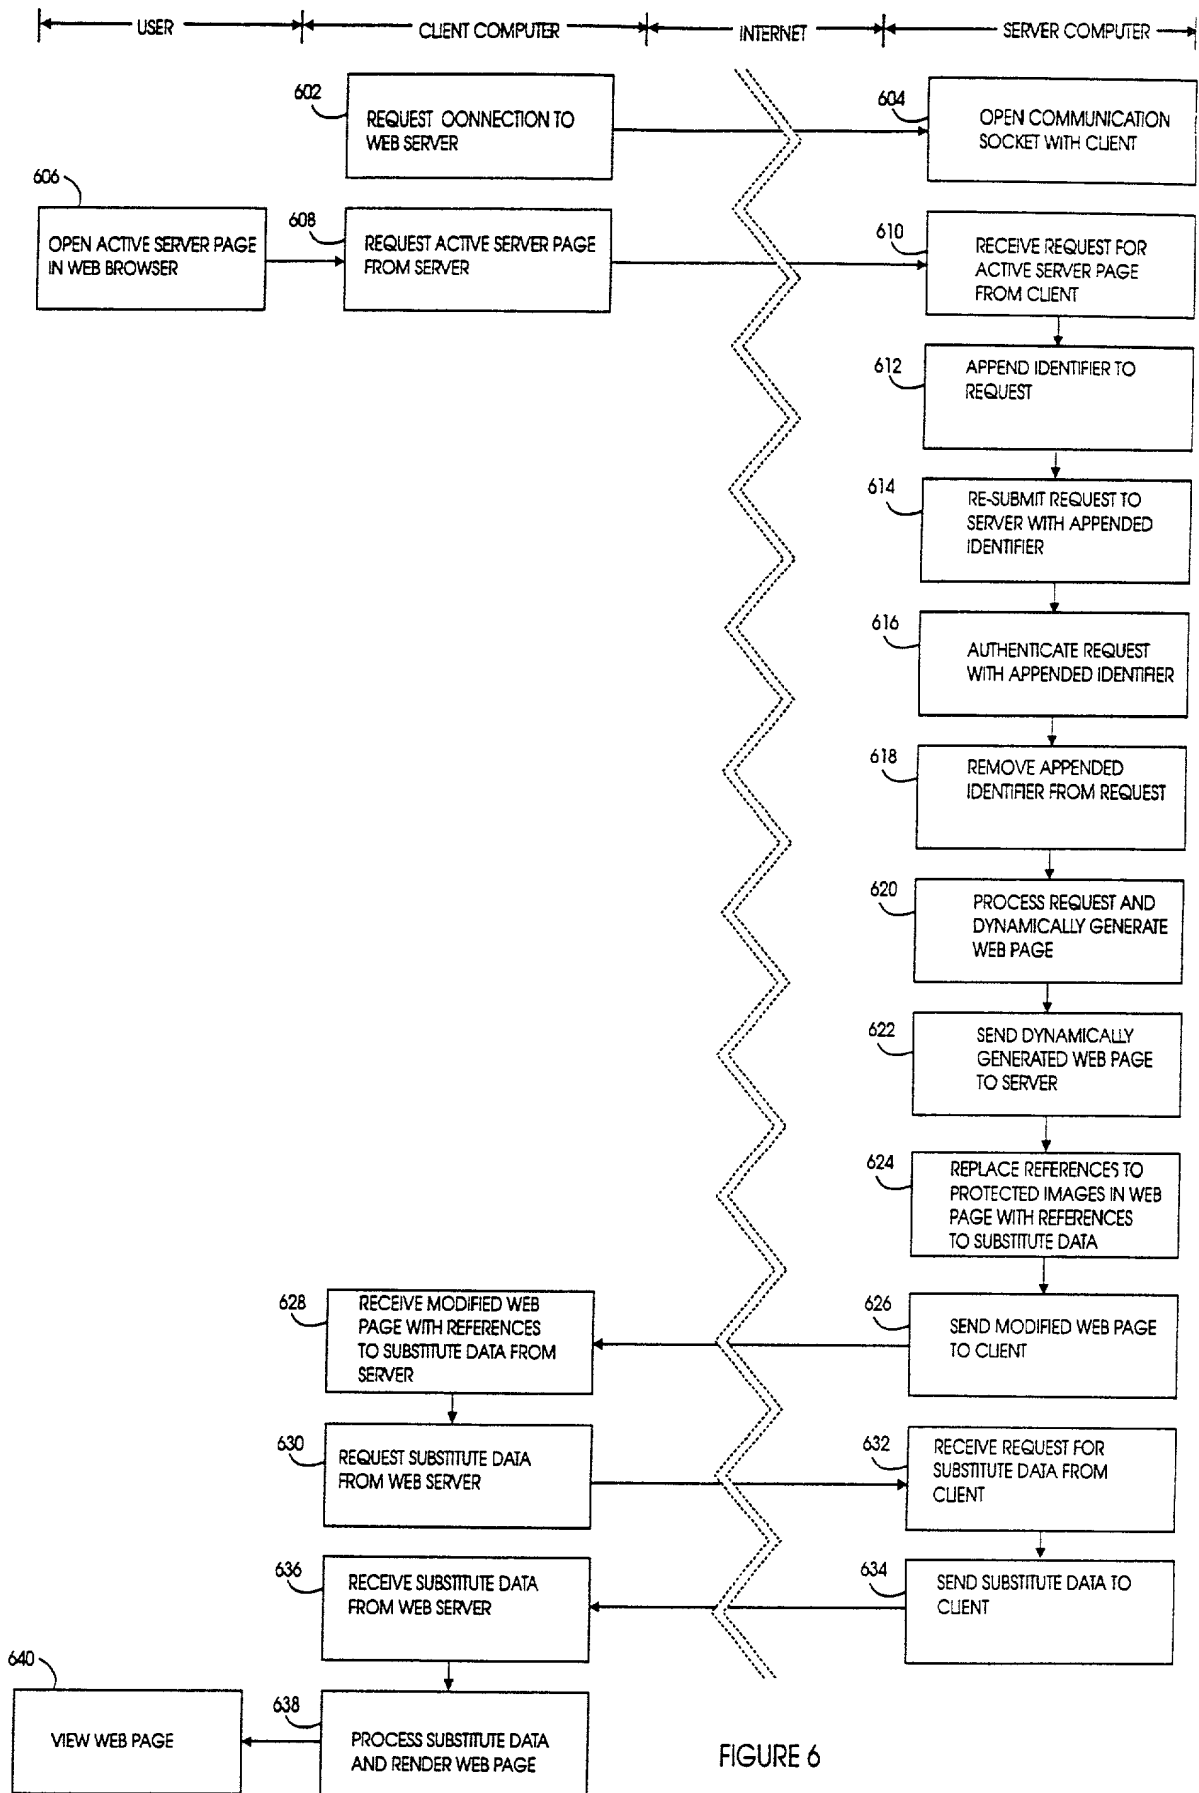 USER
CLIENT COMPUTER
INTERNET
SERVER COMPUTER
602
REQUEST CONNECTION TO
WEB SERVER
604
OPEN COMMUNICATION
SOCKET WITH CLIENT
606
OPEN ACTIVE SERVER PAGE
IN WEB BROWSER
608
REQUEST ACTIVE SERVER PAGE
FROM SERVER
610
RECEIVE REQUEST FOR
ACTIVE SERVER PAGE
FROM CLIENT
612
APPEND IDENTIFIER TO
REQUEST
614
RE-SUBMIT REQUEST TO
SERVER WITH APPENDED
IDENTIFIER
616
AUTHENTICATE REQUEST
WITH APPENDED IDENTIFIER
618
REMOVE APPENDED
IDENTIFIER FROM REQUEST
620
PROCESS REQUEST AND
DYNAMICALLY GENERATE
WEB PAGE
622
SEND DYNAMICALLY
GENERATED WEB PAGE
TO SERVER
624
REPLACE REFERENCES TO
PROTECTED IMAGES IN WEB
PAGE WITH REFERENCES
TO SUBSTITUTE DATA
626
SEND MODIFIED WEB PAGE
TO CLIENT
628
RECEIVE MODIFIED WEB
PAGE WITH REFERENCES
TO SUBSTITUTE DATA FROM
SERVER
630
REQUEST SUBSTITUTE DATA
FROM WEB SERVER
632
RECEIVE REQUEST FOR
SUBSTITUTE DATA FROM
CLIENT
634
SEND SUBSTITUTE DATA TO
CLIENT
636
RECEIVE SUBSTITUTE DATA
FROM WEB SERVER
638
PROCESS SUBSTITUTE DATA
AND RENDER WEB PAGE
640
VIEW WEB PAGE
FIGURE 6